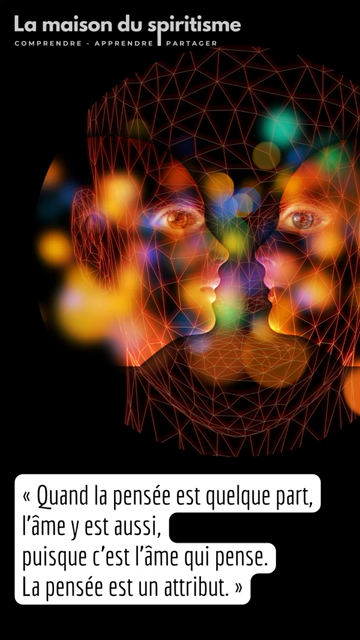 La maison du spiritisme
COMPRENDRE - APPRENDRE PARTAGER
« Quand la pensée est quelque part,
l'âme y est aussi,
puisque c'est l'âme qui pense.
La pensée est un attribut. »